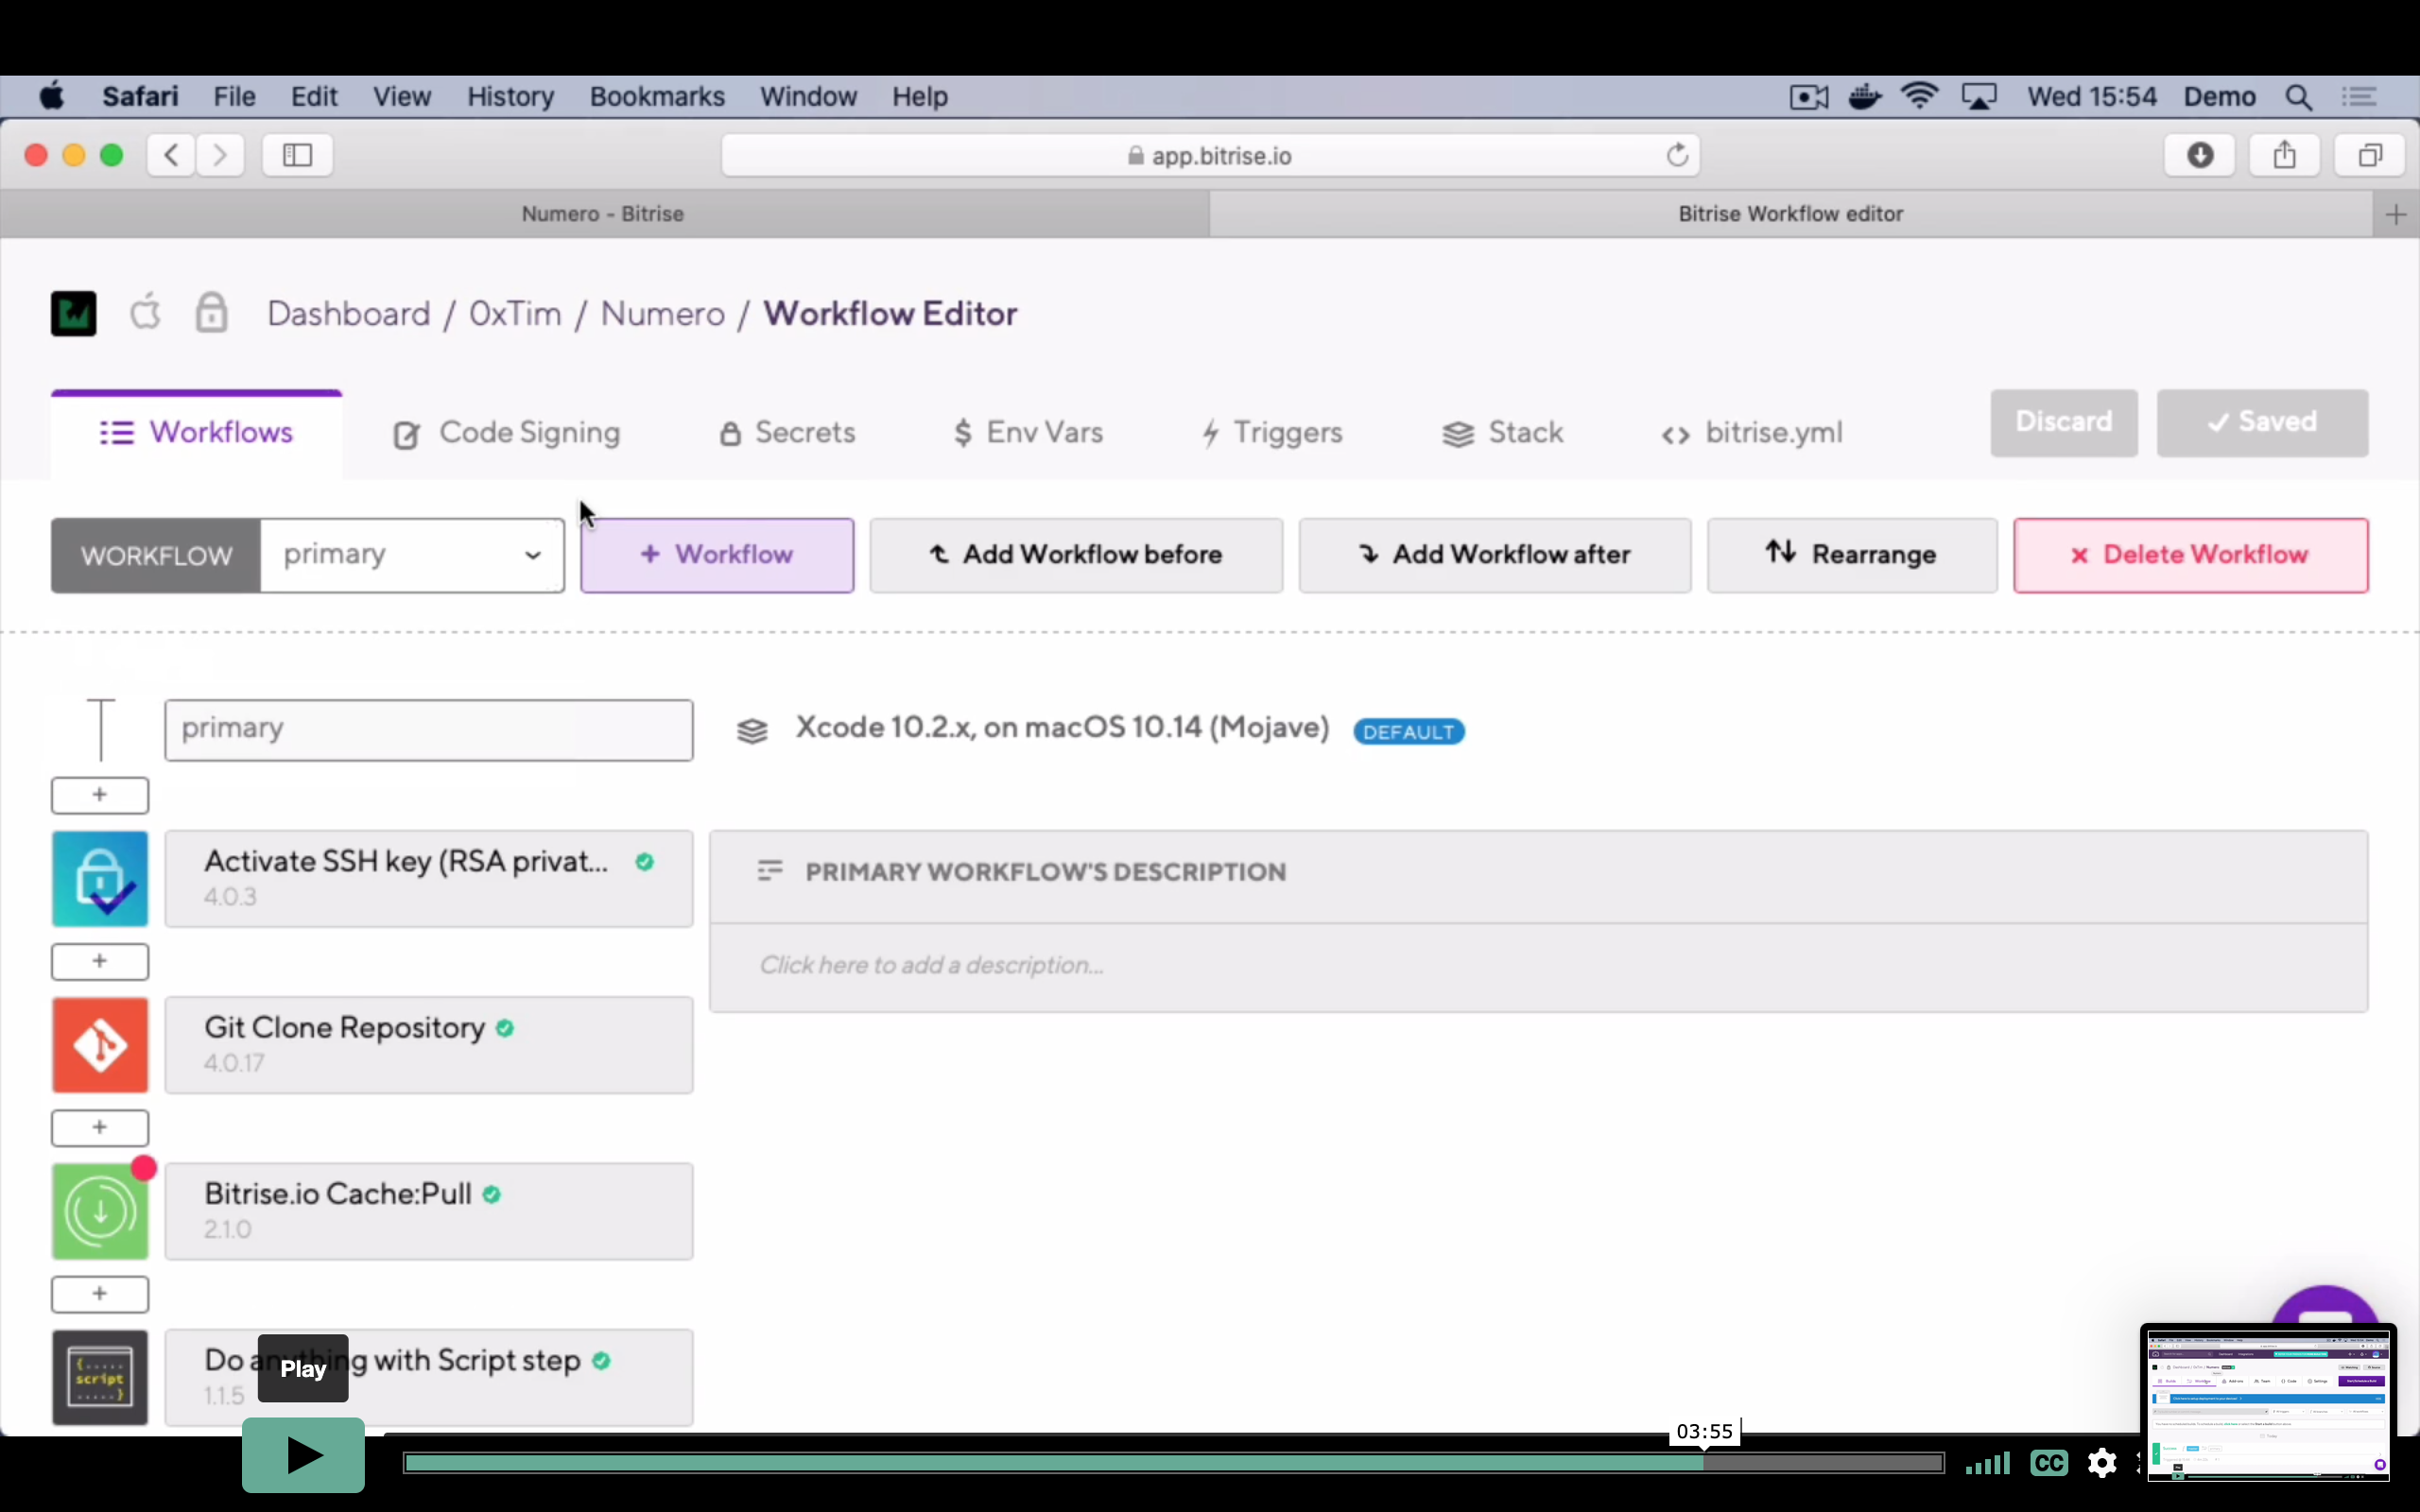 Safari File Edit View History Bookmarks Window Help Wed 15:54 Demo
app.bitrise.io
Numero - Bitrise Bitrise Workflow editor
Dashboard / 0xTim / Numero / Workflow Editor
Workflows Code Signing Secrets $ Env Vars Triggers Stack <> bitrise.yml Discard ✓ Saved
WORKFLOW primary + Workflow Add Workflow before Add Workflow after Rearrange × Delete Workflow
primary Xcode 10.2.x, on macOS 10.14 (Mojave) DEFAULT
+
Activate SSH key (RSA privat...
4.0.3
PRIMARY WORKFLOW'S DESCRIPTION
Click here to add a description...
+
Git Clone Repository
4.0.17
+
Bitrise.io Cache:Pull
2.1.0
+
script
Do anything with Script step
1.1.5
Play
03:55
CC